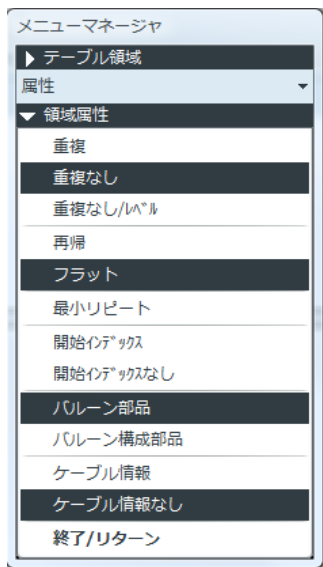 メニューマネージャ
テーブル領域
属性
領域属性
重複
重複なし
重複なし/ﾚﾍﾞﾙ
再帰
フラット
最小リピート
開始ｲﾝﾃﾞｯｸｽ
開始ｲﾝﾃﾞｯｸｽなし
バルーン部品
バルーン構成部品
ケーブル情報
ケーブル情報なし
終了/リターン